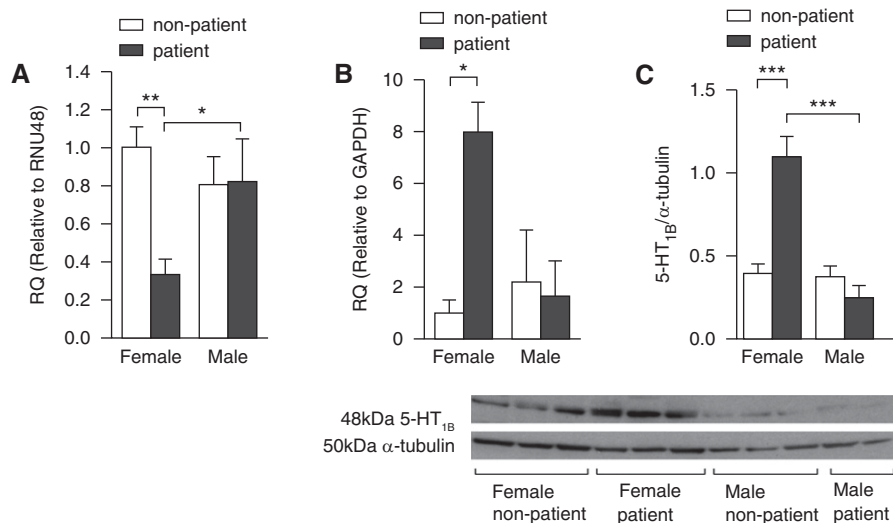 non-patient
patient
A
RQ (Relative to RNU48)
1.4
1.2
1.0
0.8
0.6
0.4
0.2
0.0
**
*
Female Male
non-patient
patient
B
RQ (Relative to GAPDH)
10
8
6
4
2
0
*
Female Male
non-patient
patient
C
5-HT1B/α-tubulin
1.5
1.0
0.5
0.0
***
***
Female Male
48kDa 5-HT1B
50kDa α-tubulin
Female
non-patient
Female
patient
Male
non-patient
Male
patient